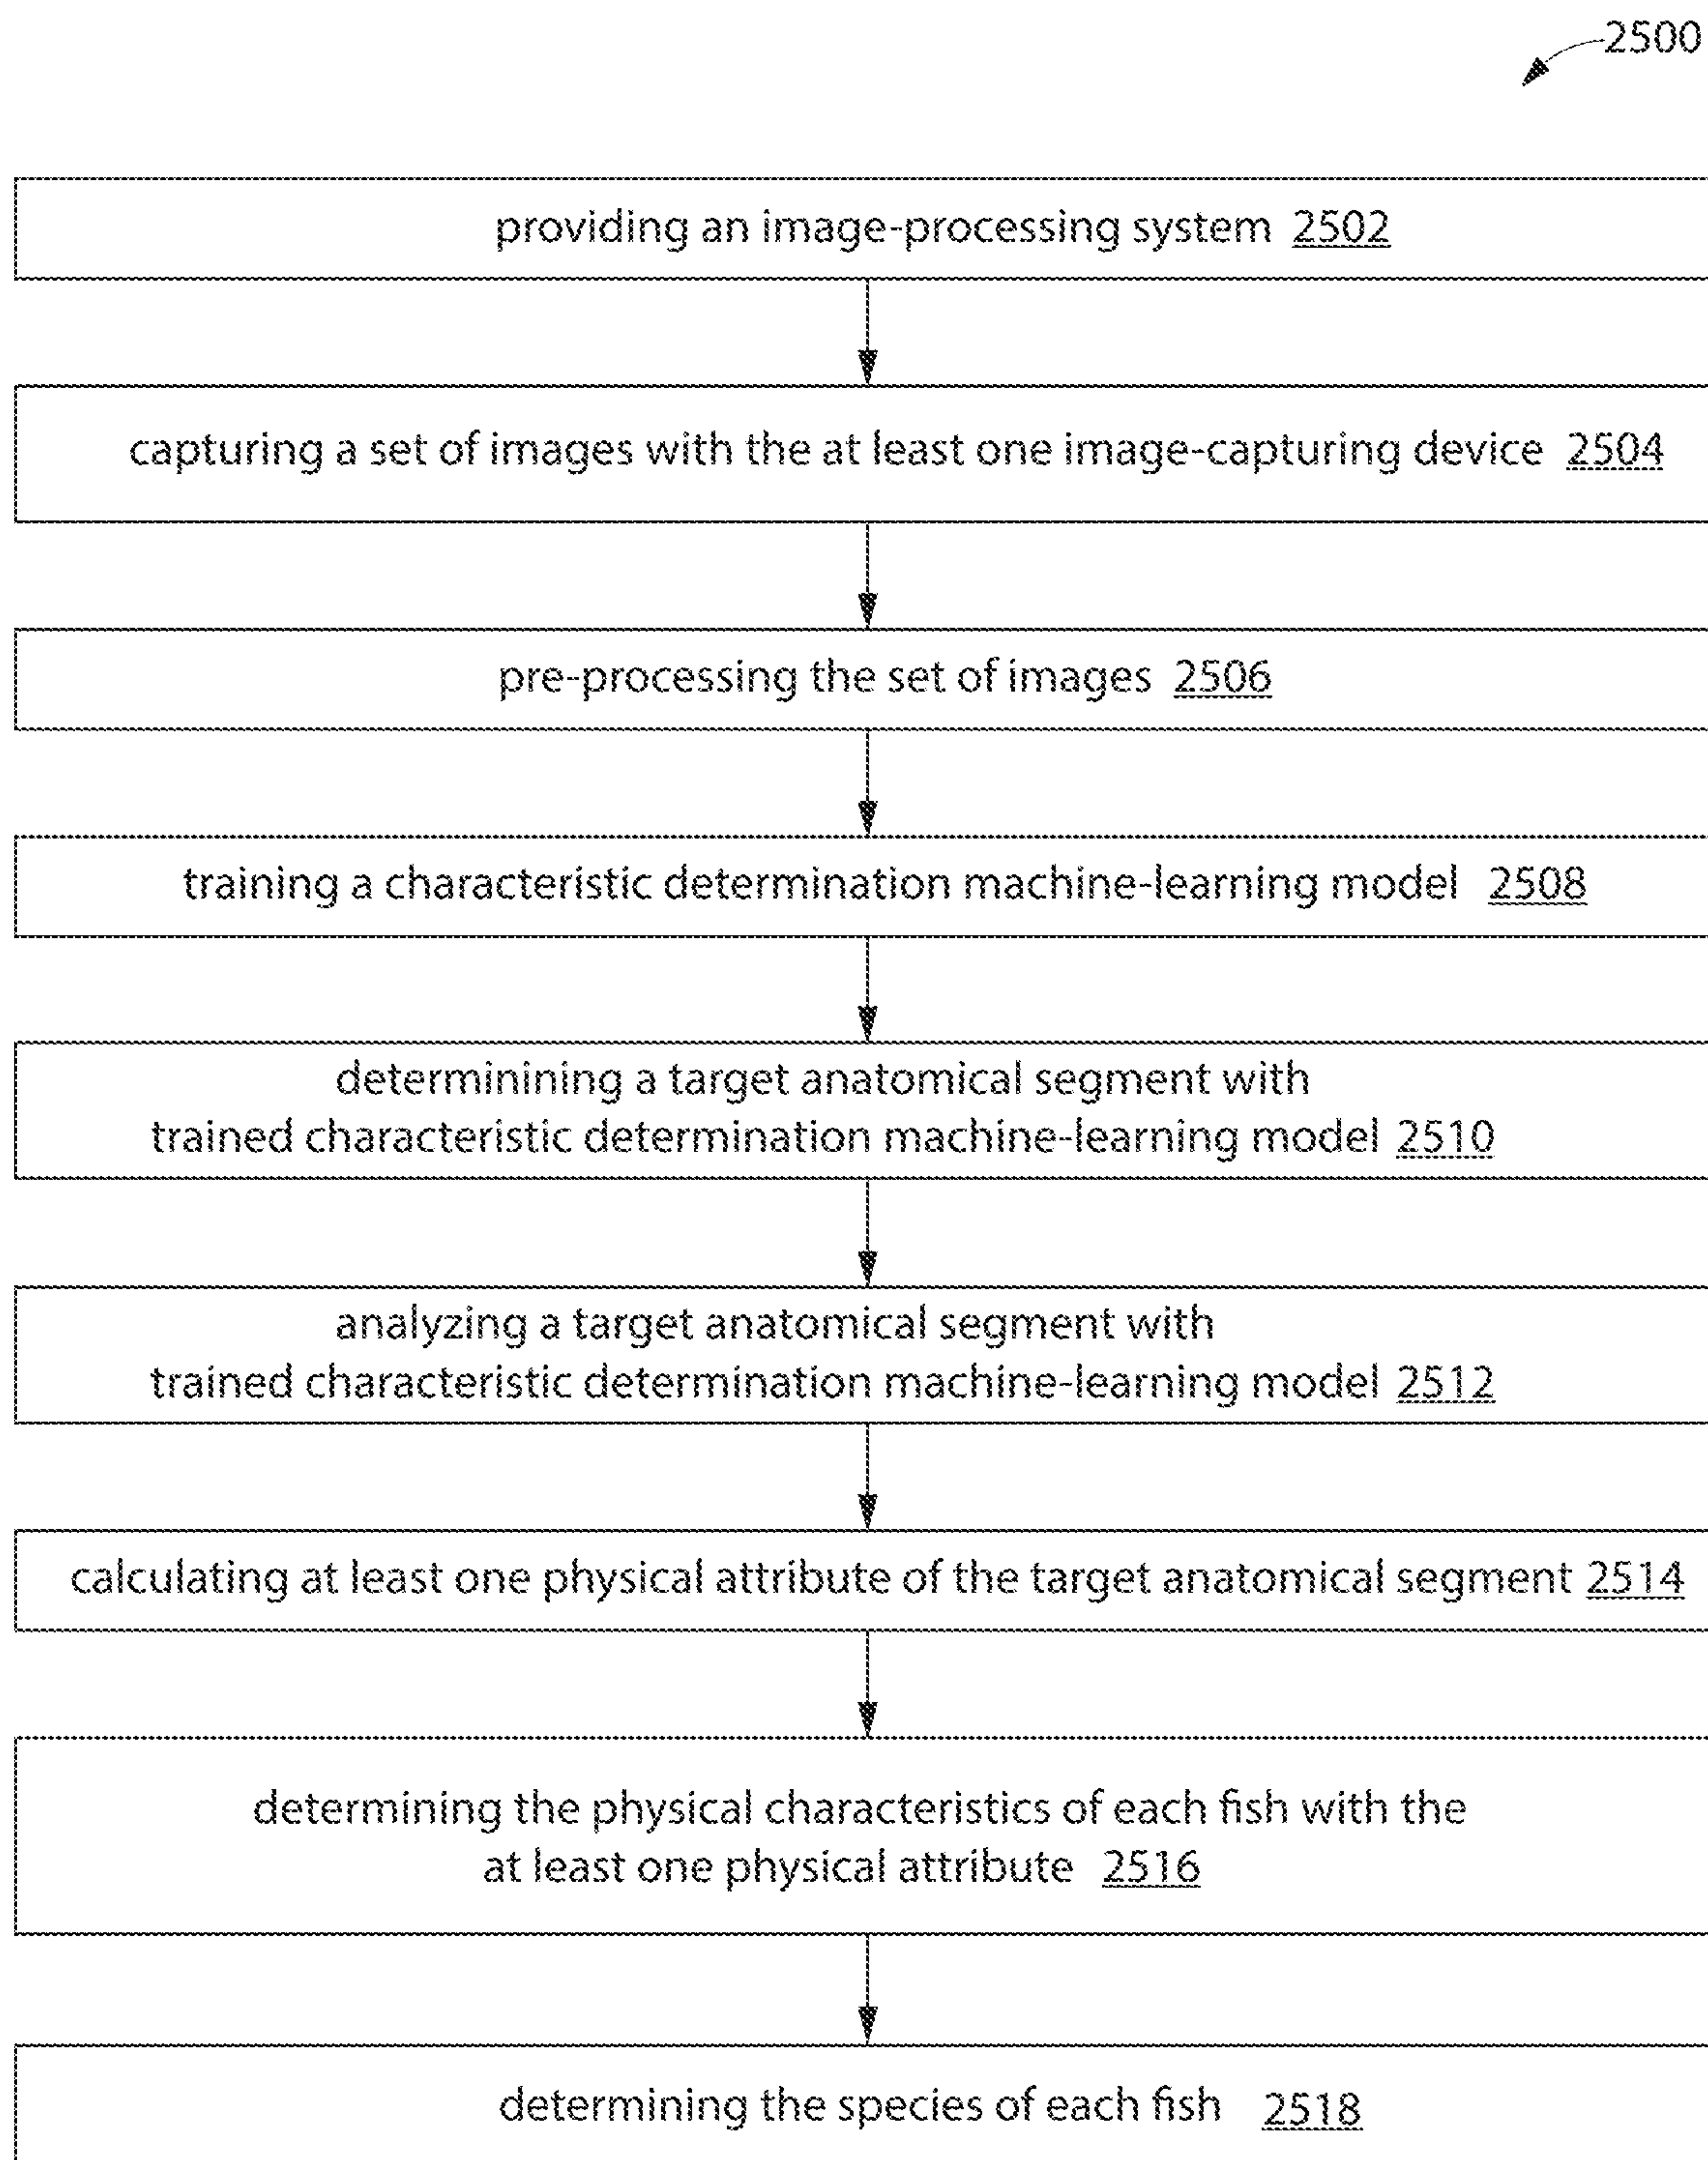 2500
providing an image-processing system 2502
capturing a set of images with the at least one image-capturing device 2504
pre-processing the set of images 2506
training a characteristic determination machine-learning model 2508
determinining a target anatomical segment with
trained characteristic determination machine-learning model 2510
analyzing a target anatomical segment with
trained characteristic determination machine-learning model 2512
calculating at least one physical attribute of the target anatomical segment 2514
determining the physical characteristics of each fish with the
at least one physical attribute 2516
determining the species of each fish 2518